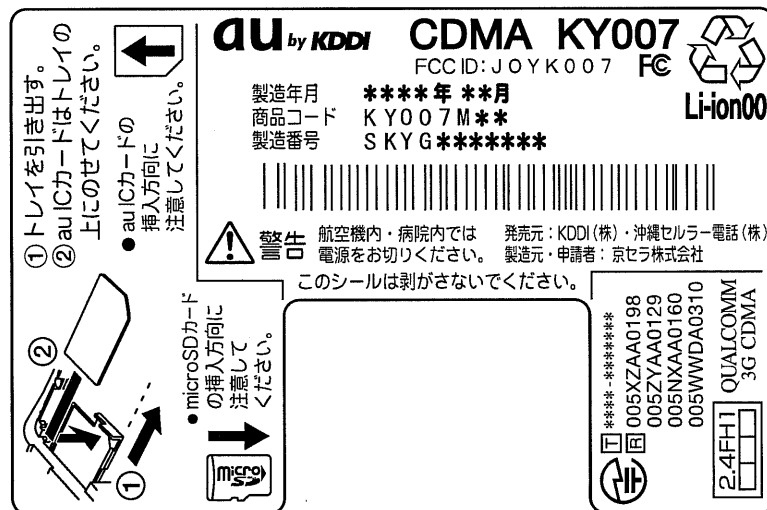 ① トレイを引き出す。
② au ICカードはトレイの
上にのせてください。
● au ICカードの
挿入方向に
注意してください。
②
①
● microSDカード
の挿入方向に
注意して
ください。
micro
au by KDDI CDMA KY007
FCC ID: JOYK007 FC
Li-ion00
製造年月 ****年 **月
商品コード KY007M**
製造番号 SKYG*******
警告 航空機内・病院内では
電源をお切りください。
発売元：KDDI（株）・沖縄セルラー電話（株）
製造元・申請者：京セラ株式会社
このシールは剥がさないでください。
T ****-*******
R 005XZAA0198
005ZYAA0129
005NXAA0160
005WWDA0310
2.4FH1
QUALCOMM
3G CDMA